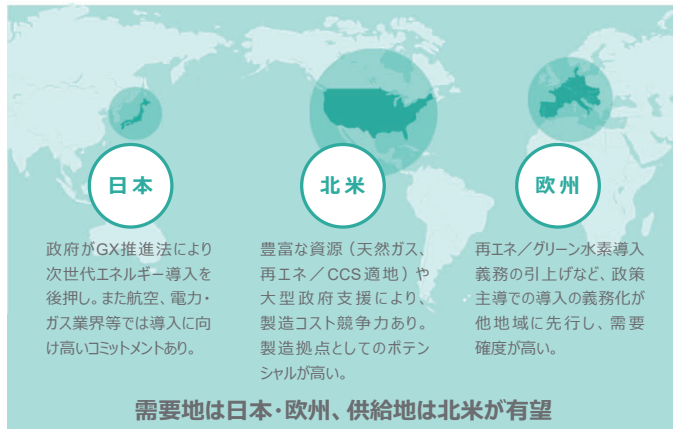 日本
政府がGX推進法により
次世代エネルギー導入を
後押し。また航空、電力・
ガス業界等では導入に向
け高いコミットメントあり。
北米
豊富な資源（天然ガス、
再エネ／CCS適地）や
大型政府支援により、
製造コスト競争力あり。
製造拠点としてのポテン
シャルが高い。
欧州
再エネ／グリーン水素導入
義務の引上げなど、政策
主導での導入の義務化が
他地域に先行し、需要
確度が高い。
需要地は日本・欧州、供給地は北米が有望